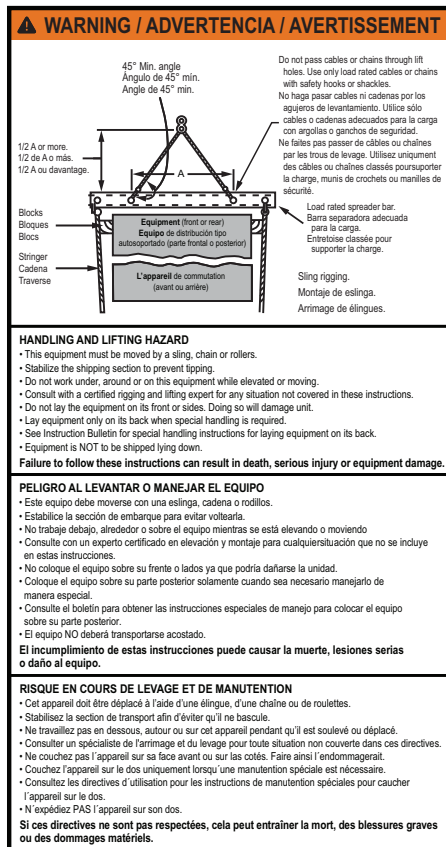 WARNING / ADVERTENCIA / AVERTISSEMENT
45° Min. angle
Ángulo de 45° mín.
Angle de 45° min.
Do not pass cables or chains through lift
holes. Use only load rated cables or chains
with safety hooks or shackles.
No haga pasar cables ni cadenas por los
agujeros de levantamiento. Utilice sólo
cables o cadenas adecuados para la carga
con argollas o ganchos de seguridad.
Ne faites pas passer de câbles ou chaînes
par les trous de levage. Utilisez uniqument
des câbles ou chaînes classés poursuporter
la charge, munis de crochets ou manilles de
sécurité.
1/2 A or more.
1/2 de A o más.
1/2 A ou davantage.
A
Blocks
Bloques
Blocs
Stringer
Cadena
Traverse
Equipment (front or rear)
Equipo de distribución tipo
autosoportado (parte frontal o posterior)
L'appareil de commutation
(avant ou arrière)
Load rated spreader bar.
Barra separadora adecuada
para la carga.
Entretoise classée pour
supporter la charge.
Sling rigging.
Montaje de eslinga.
Arrimage de élingues.
HANDLING AND LIFTING HAZARD
• This equipment must be moved by a sling, chain or rollers.
• Stabilize the shipping section to prevent tipping.
• Do not work under, around or on this equipment while elevated or moving.
• Consult with a certified rigging and lifting expert for any situation not covered in these instructions.
• Do not lay the equipment on its front or sides. Doing so will damage unit.
• Lay equipment only on its back when special handling is required.
• See Instruction Bulletin for special handling instructions for laying equipment on its back.
• Equipment is NOT to be shipped lying down.
Failure to follow these instructions can result in death, serious injury or equipment damage.
PELIGRO AL LEVANTAR O MANEJAR EL EQUIPO
• Este equipo debe moverse con una eslinga, cadena o rodillos.
• Estabilice la sección de embarque para evitar voltearla.
• No trabaje debajo, alrededor o sobre el equipo mientras se está elevando o moviendo
• Consulte con un experto certificado en elevación y montaje para cualquiersituación que no se incluye
en estas instrucciones.
• No coloque el equipo sobre su frente o lados ya que podría dañarse la unidad.
• Coloque el equipo sobre su parte posterior solamente cuando sea necesario manejarlo de
manera especial.
• Consulte el boletín para obtener las instrucciones especiales de manejo para colocar el equipo
sobre su parte posterior.
• El equipo NO deberá transportarse acostado.
El incumplimiento de estas instrucciones puede causar la muerte, lesiones serias
o daño al equipo.
RISQUE EN COURS DE LEVAGE ET DE MANUTENTION
• Cet appareil doit être déplacé à l'aide d'une élingue, d'une chaîne ou de roulettes.
• Stabilisez la section de transport afin d'éviter qu'il ne bascule.
• Ne travaillez pas en dessous, autour ou sur cet appareil pendant qu'il est soulevé ou déplacé.
• Consulter un spécialiste de l'arrimage et du levage pour toute situation non couverte dans ces directives.
• Ne couchez pas l´appareil sur sa face avant ou sur las cotés. Faire ainsi l´endommagerait.
• Couchez l'appareil sur le dos uniquement lorsqu'une manutention spéciale est nécessaire.
• Consultez les directives d´utilisation pour les instructions de manutention spéciales pour caucher
l´appareil sur le dos.
• N´expédiez PAS l´appareil sur son dos.
Si ces directives ne sont pas respectées, cela peut entraîner la mort, des blessures graves
ou des dommages matériels.